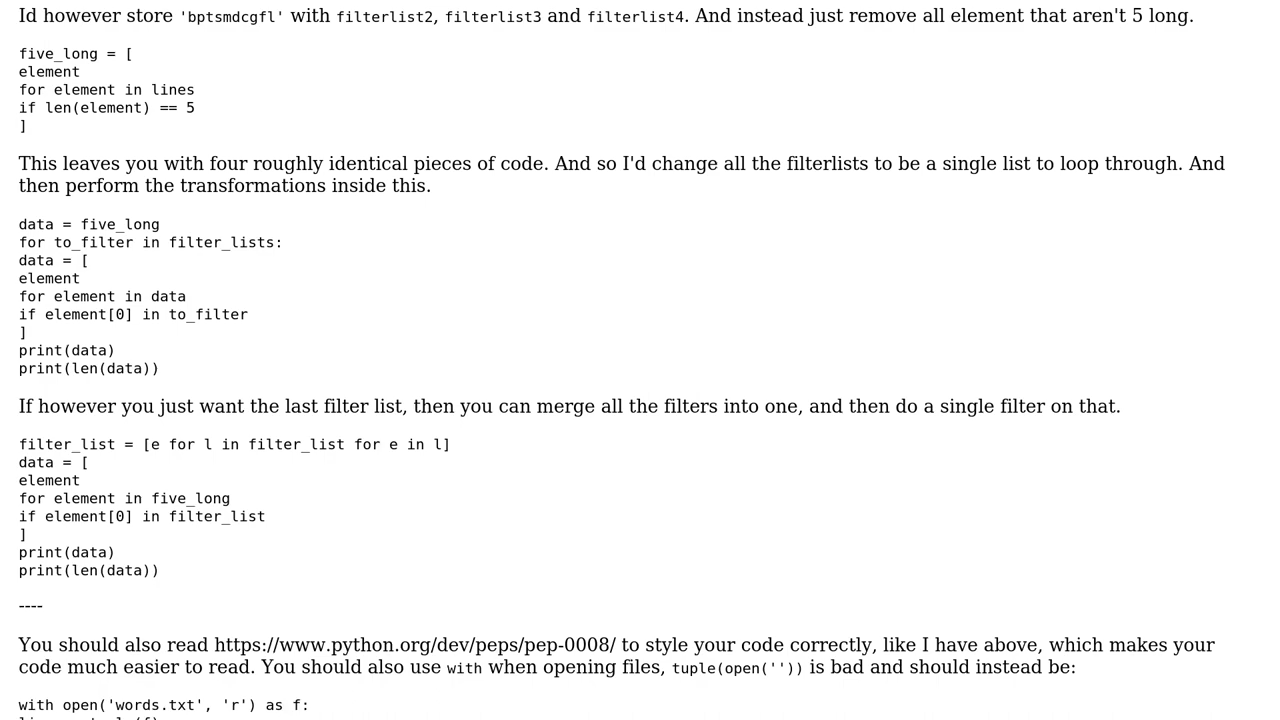 Id however store 'bptsmdcgfl' with filterlist2, filterlist3 and filterlist4. And instead just remove all element that aren't 5 long.
five_long = [
element
for element in lines
if len(element) == 5
]
This leaves you with four roughly identical pieces of code. And so I'd change all the filterlists to be a single list to loop through. And
then perform the transformations inside this.
data = five_long
for to_filter in filter_lists:
data = [
element
for element in data
if element[0] in to_filter
]
print(data)
print(len(data))
If however you just want the last filter list, then you can merge all the filters into one, and then do a single filter on that.
filter_list = [e for l in filter_list for e in l]
data = [
element
for element in five_long
if element[0] in filter_list
]
print(data)
print(len(data))
----
You should also read https://www.python.org/dev/peps/pep-0008/ to style your code correctly, like I have above, which makes your
code much easier to read. You should also use with when opening files, tuple(open('')) is bad and should instead be:
with open('words.txt', 'r') as f: